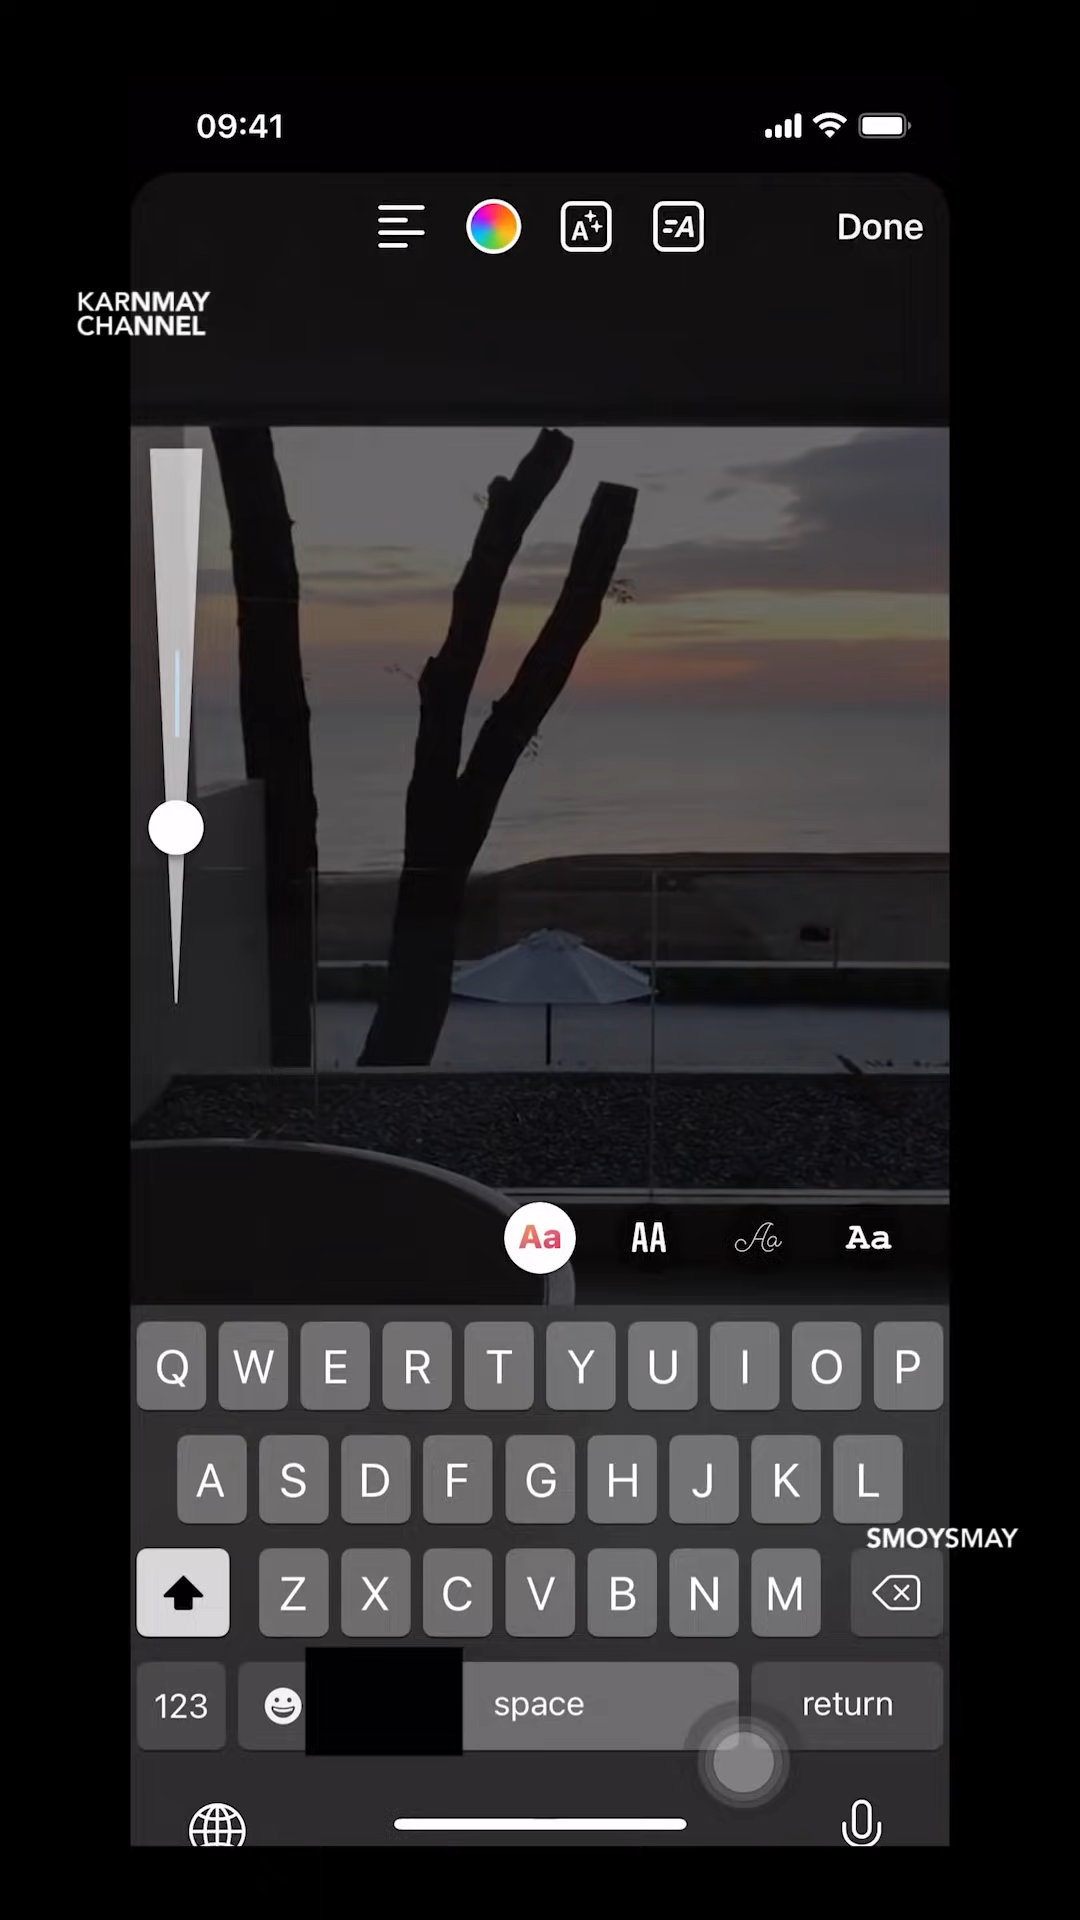 09:41
Done
KARNMAY
CHANNEL
Aa AA Aa Aa
Q W E R T Y U I O P
A S D F G H J K L
SMOYSMAY
Z X C V B N M
123 space return